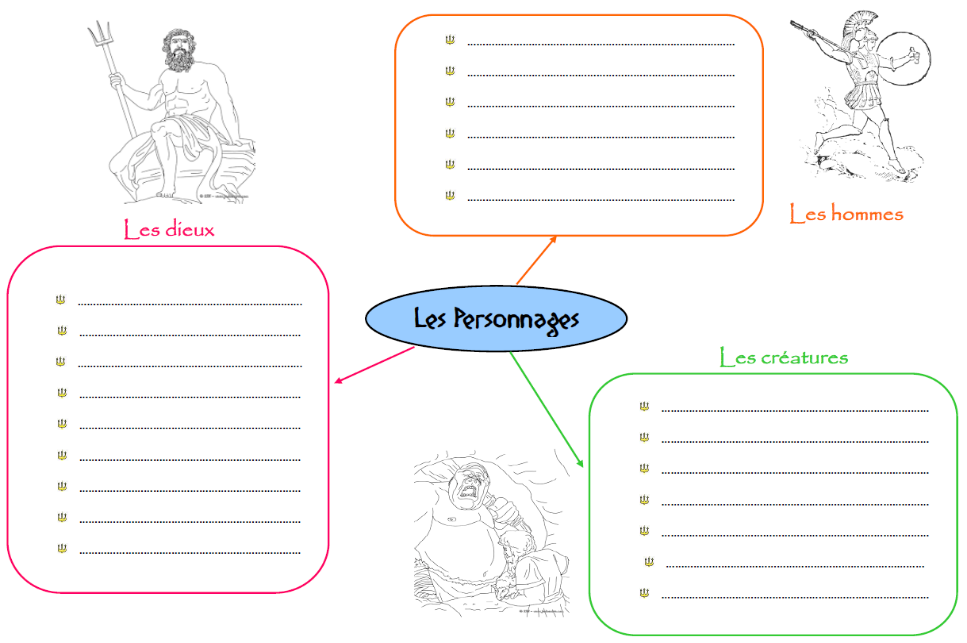 Les hommes
Les dieux
Les Personnages
Les créatures